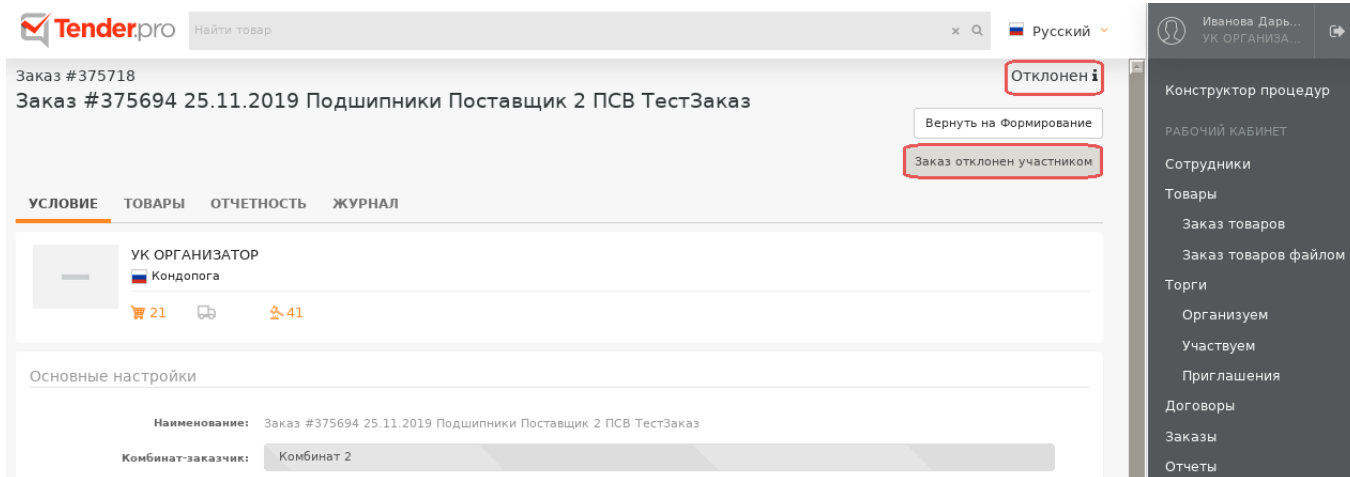 Tender.pro
Найти товар
Русский
Иванова Дарь...
УК ОРГАНИЗА...
Заказ #375718
Отклонен
Заказ #375694 25.11.2019 Подшипники Поставщик 2 ПСВ ТестЗаказ
Вернуть на Формирование
Заказ отклонен участником
УСЛОВИЕ ТОВАРЫ ОТЧЕТНОСТЬ ЖУРНАЛ
УК ОРГАНИЗАТОР
Кондопога
21 41
Основные настройки
Наименование: Заказ #375694 25.11.2019 Подшипники Поставщик 2 ПСВ ТестЗаказ
Комбинат-заказчик: Комбинат 2
Конструктор процедур
РАБОЧИЙ КАБИНЕТ
Сотрудники
Товары
Заказ товаров
Заказ товаров файлом
Торги
Организуем
Участвуем
Приглашения
Договоры
Заказы
Отчеты